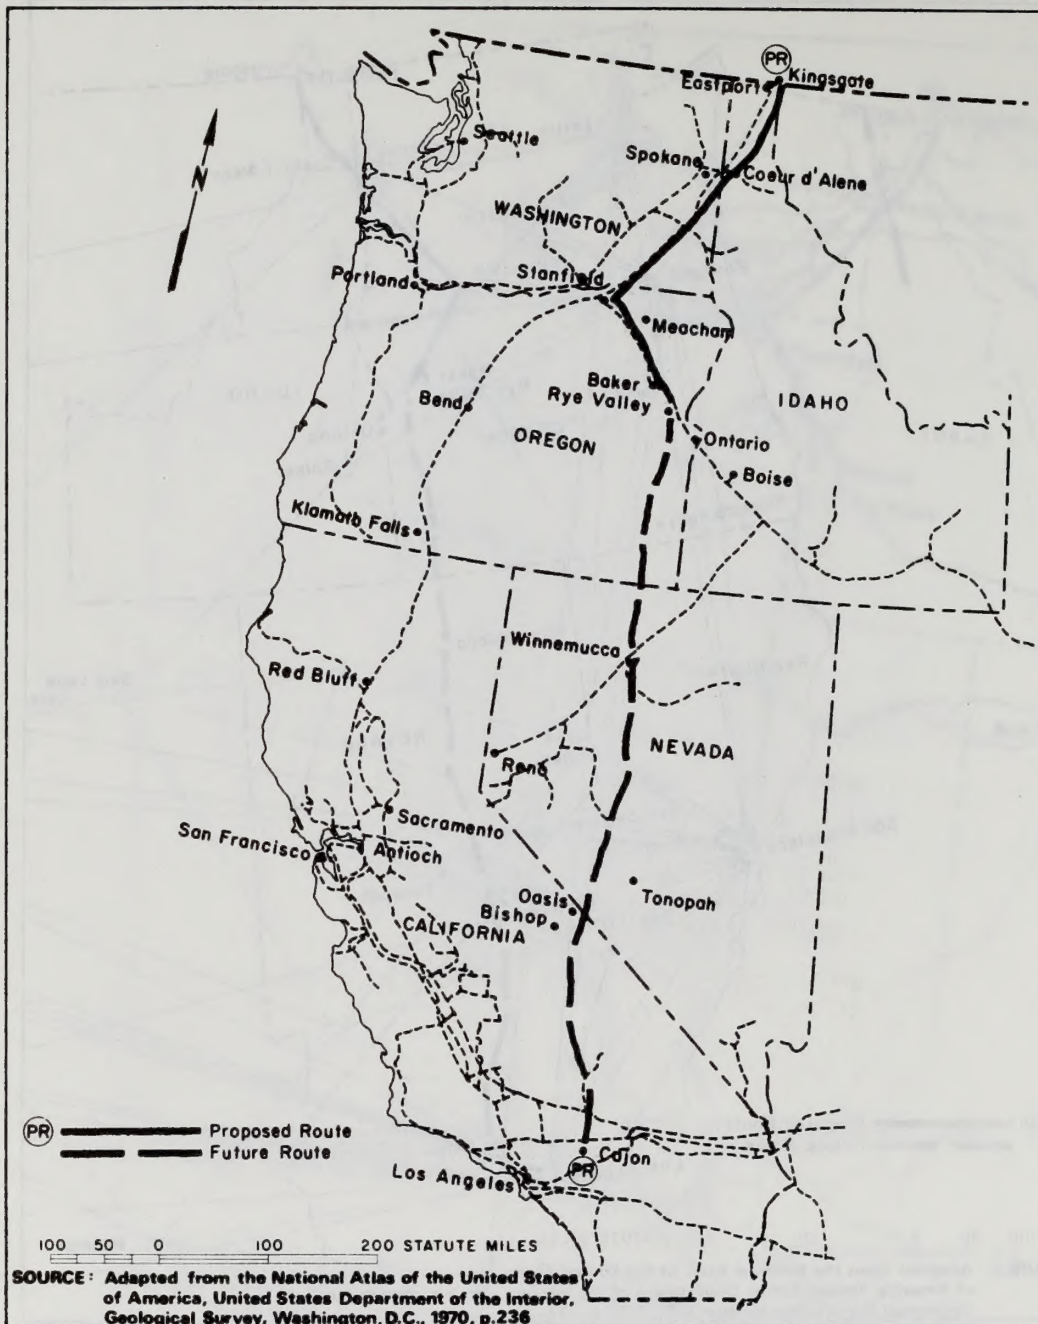 PR
Kingsgate
Eastport
Seattle
Spokane
Coeur d'Alene
N
WASHINGTON
Stanfield
Portland
Meacham
Baker
Rye Valley
IDAHO
Bend
OREGON
Ontario
Boise
Klamath Falls
Winnemucca
Red Bluff
NEVADA
Reno
Sacramento
San Francisco
Antioch
Tonopah
Oasis
Bishop
CALIFORNIA
PR Proposed Route
Future Route
Cajon
PR
Los Angeles
100 50 0 100 200 STATUTE MILES
SOURCE: Adapted from the National Atlas of the United States
of America, United States Department of the Interior,
Geological Survey, Washington, D.C., 1970, p.236